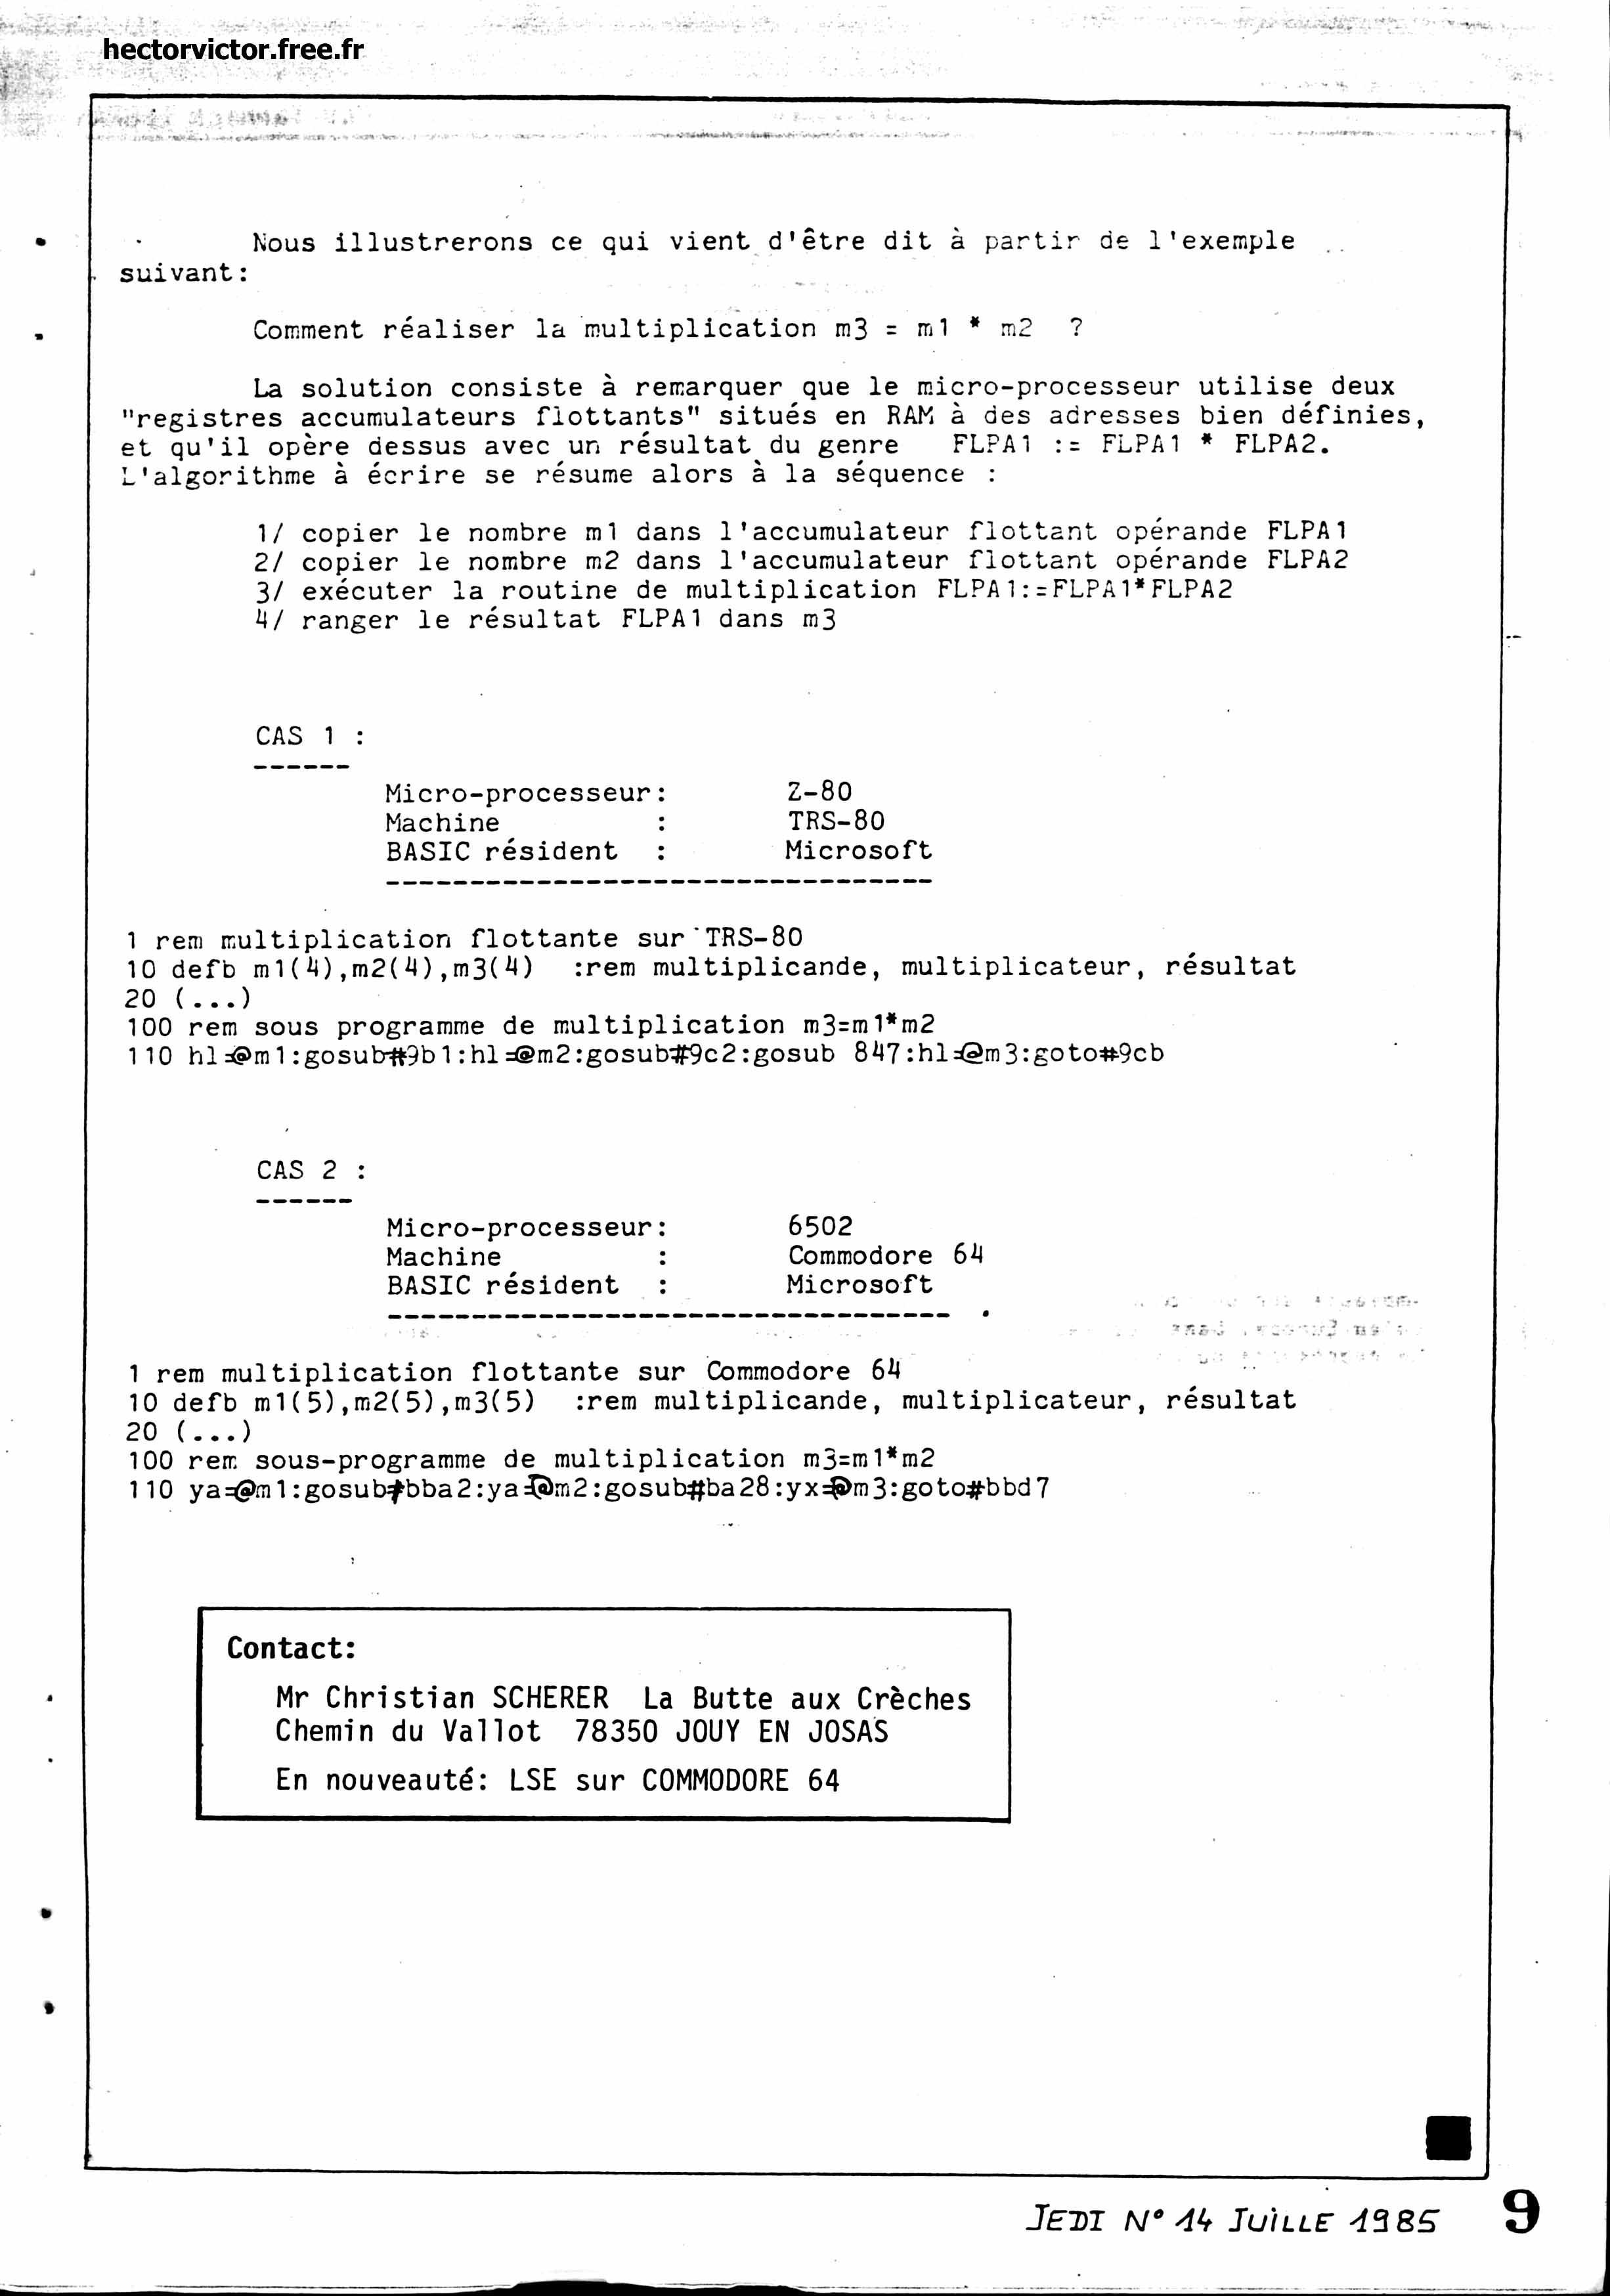 hectorvictor.free.fr
Nous illustrerons ce qui vient d'être dit à partir de l'exemple
suivant:
Comment réaliser la multiplication m3 = m1 * m2 ?
La solution consiste à remarquer que le micro-processeur utilise deux
"registres accumulateurs flottants" situés en RAM à des adresses bien définies,
et qu'il opère dessus avec un résultat du genre FLPA1 := FLPA1 * FLPA2.
L'algorithme à écrire se résume alors à la séquence :
1/ copier le nombre m1 dans l'accumulateur flottant opérande FLPA1
2/ copier le nombre m2 dans l'accumulateur flottant opérande FLPA2
3/ exécuter la routine de multiplication FLPA1:=FLPA1*FLPA2
4/ ranger le résultat FLPA1 dans m3
CAS 1 :
------
Micro-processeur: Z-80
Machine : TRS-80
BASIC résident : Microsoft
---------------------------------
1 rem multiplication flottante sur TRS-80
10 defb m1(4),m2(4),m3(4) :rem multiplicande, multiplicateur, résultat
20 (...)
100 rem sous programme de multiplication m3=m1*m2
110 hl=@m1:gosub#9b1:hl=@m2:gosub#9c2:gosub 847:hl=@m3:goto#9cb
CAS 2 :
------
Micro-processeur: 6502
Machine : Commodore 64
BASIC résident : Microsoft
----------------------------------
1 rem multiplication flottante sur Commodore 64
10 defb m1(5),m2(5),m3(5) :rem multiplicande, multiplicateur, résultat
20 (...)
100 rem sous-programme de multiplication m3=m1*m2
110 ya=@m1:gosub#bba2:ya=@m2:gosub#ba28:yx=@m3:goto#bbd7
Contact:
Mr Christian SCHERER La Butte aux Crèches
Chemin du Vallot 78350 JOUY EN JOSAS
En nouveauté: LSE sur COMMODORE 64
JEDI N° 14 JUILLE 1985 9